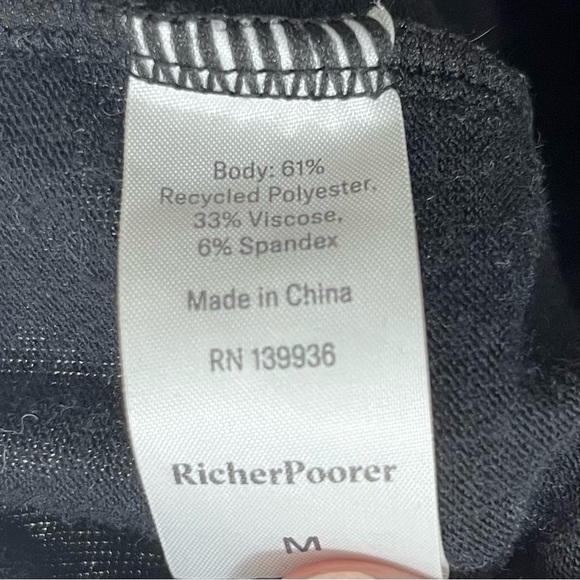 Body: 61%
Recycled Polyester,
33% Viscose,
6% Spandex
Made in China
RN 139936
RicherPoorer
M